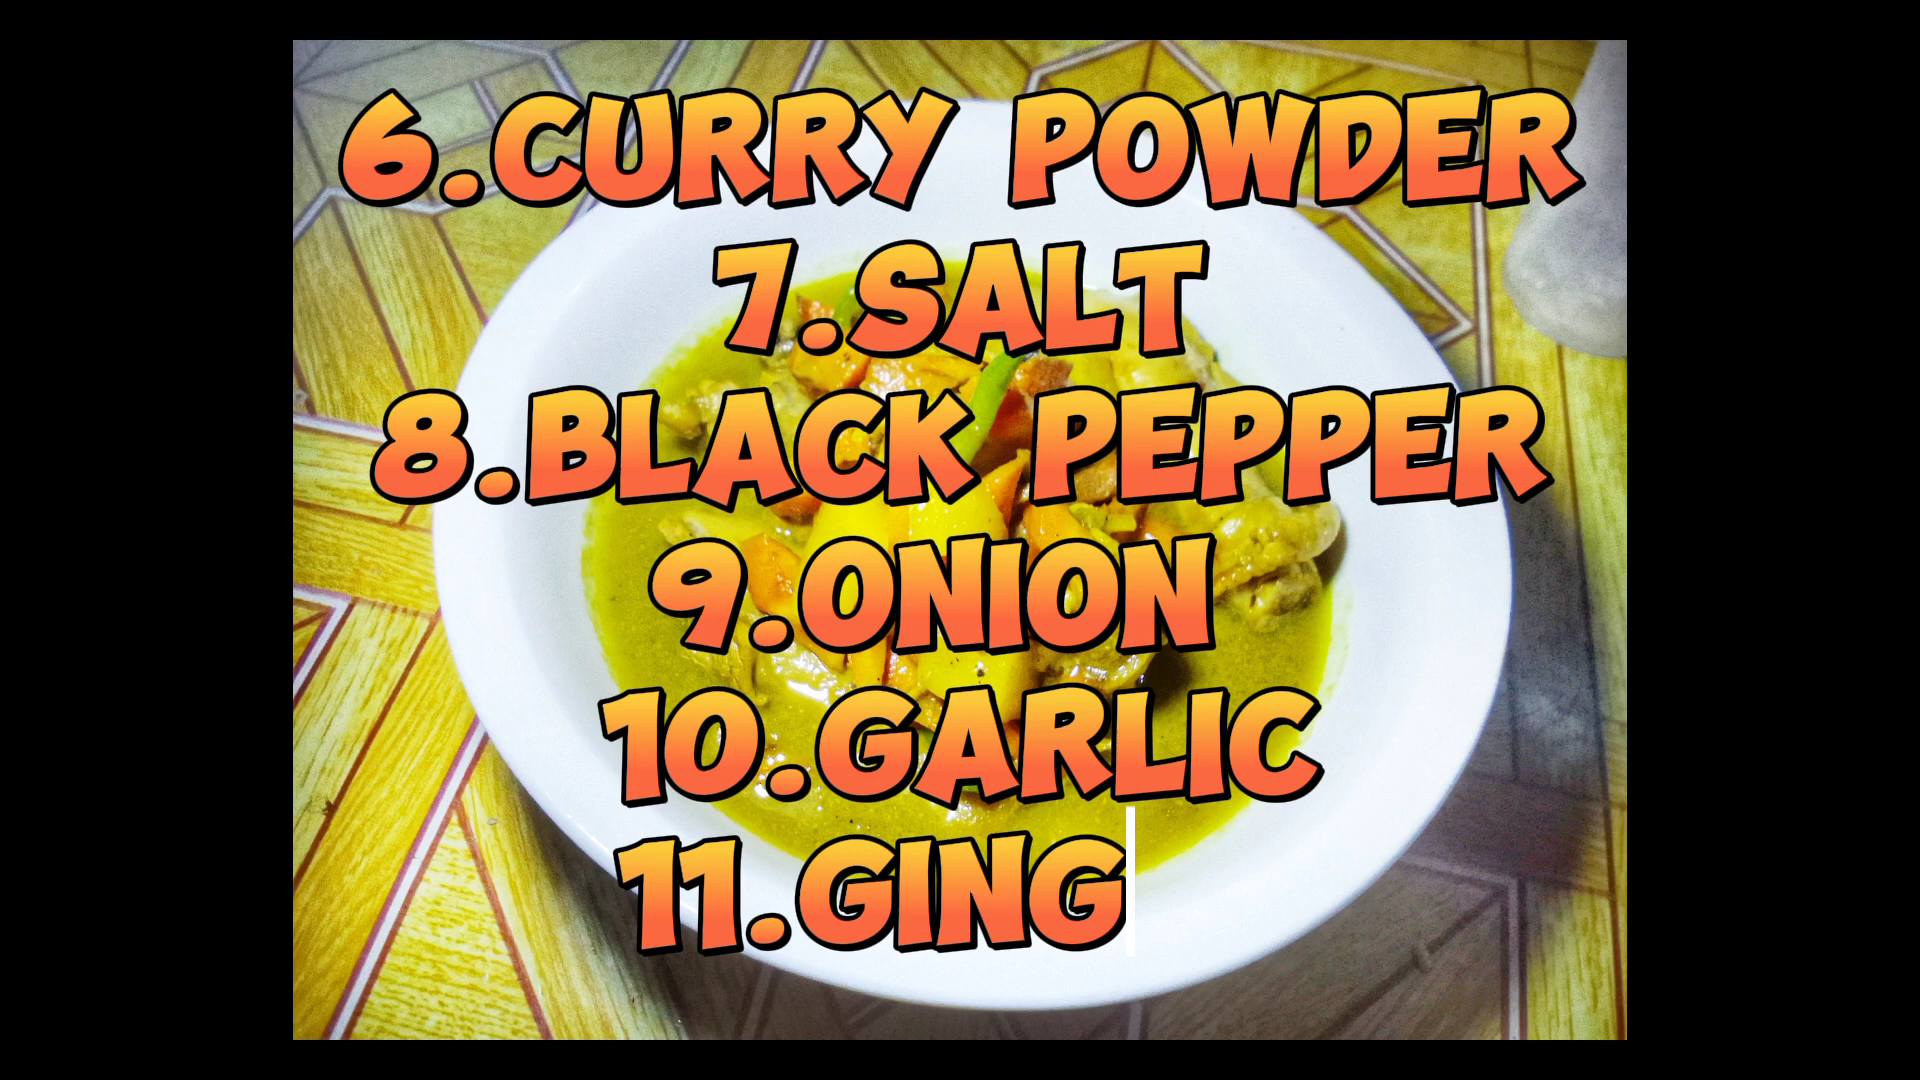 6.CURRY POWDER
7.SALT
8.BLACK PEPPER
9.ONION
10.GARLIC
11.GING